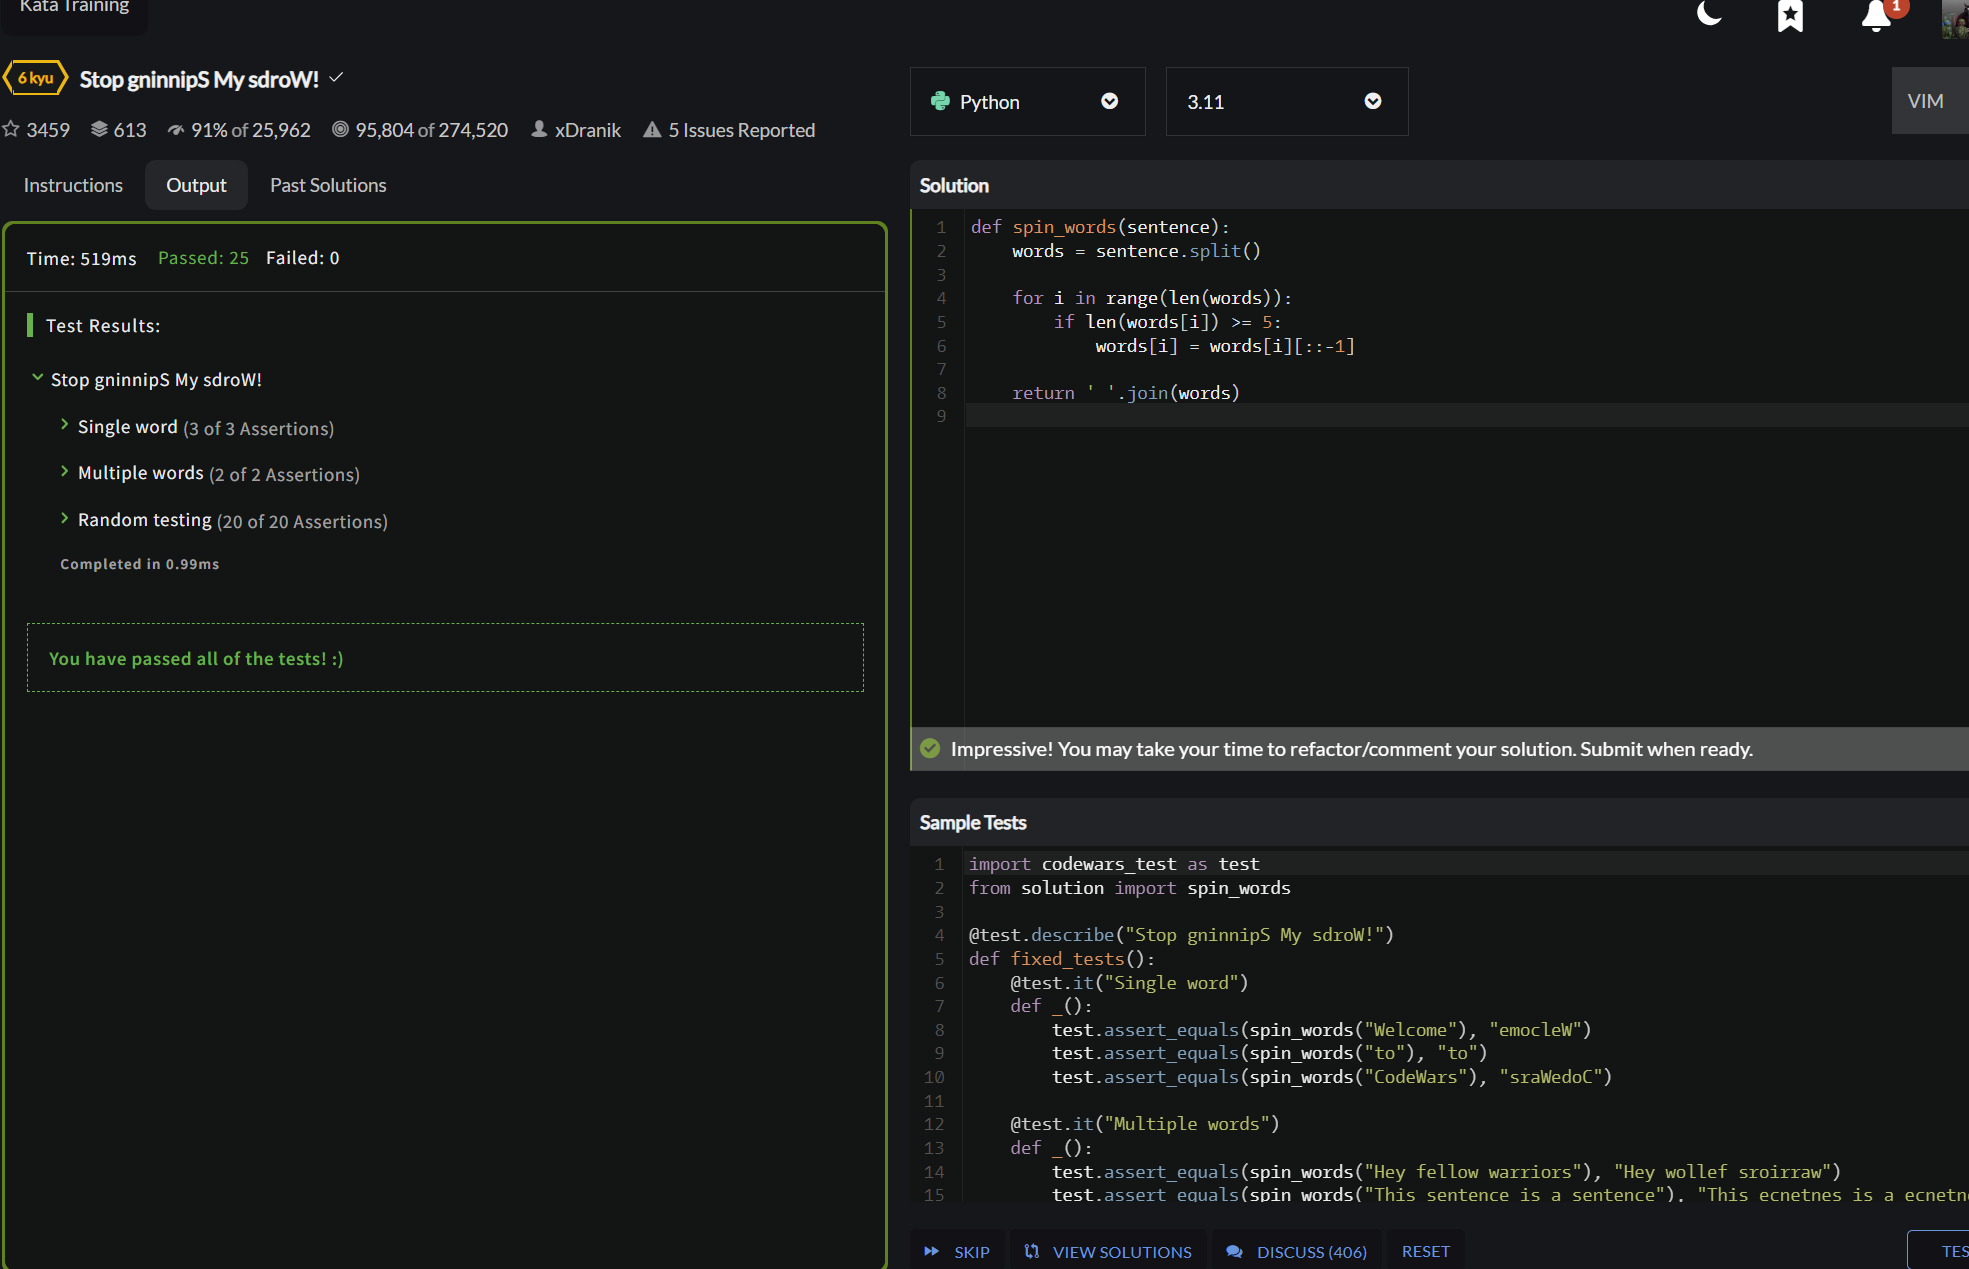 Kata Training
1
6 kyu
Stop gninnipS My sdroW!
3459
613
91% of 25,962
95,804 of 274,520
xDranik
5 Issues Reported
Python
3.11
VIM
Instructions
Output
Past Solutions
Time: 519ms Passed: 25 Failed: 0
Test Results:
Stop gninnipS My sdroW!
Single word (3 of 3 Assertions)
Multiple words (2 of 2 Assertions)
Random testing (20 of 20 Assertions)
Completed in 0.99ms
You have passed all of the tests! :)
Solution
1 def spin_words(sentence):
2     words = sentence.split()
3
4     for i in range(len(words)):
5         if len(words[i]) >= 5:
6             words[i] = words[i][::-1]
7
8     return ' '.join(words)
9
Impressive! You may take your time to refactor/comment your solution. Submit when ready.
Sample Tests
1 import codewars_test as test
2 from solution import spin_words
3
4 @test.describe("Stop gninnipS My sdroW!")
5 def fixed_tests():
6     @test.it("Single word")
7     def _():
8         test.assert_equals(spin_words("Welcome"), "emocleW")
9         test.assert_equals(spin_words("to"), "to")
10         test.assert_equals(spin_words("CodeWars"), "sraWedoC")
11
12     @test.it("Multiple words")
13     def _():
14         test.assert_equals(spin_words("Hey fellow warriors"), "Hey wollef sroirraw")
15         test.assert_equals(spin_words("This sentence is a sentence"), "This ecnetnes is a ecnetn
SKIP
VIEW SOLUTIONS
DISCUSS (406)
RESET
TES